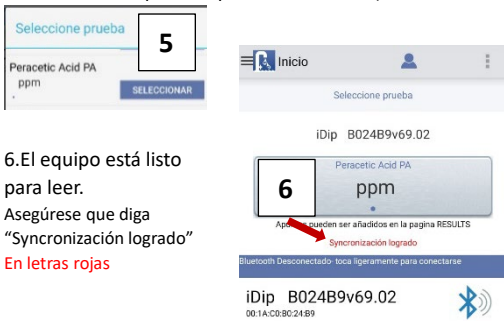 Seleccione prueba
5
Peracetic Acid PA
ppm
SELECCIONAR
6.El equipo está listo
para leer.
Asegúrese que diga
“Syncronización logrado”
En letras rojas
Inicio
Seleccione prueba
iDip B024B9v69.02
Peracetic Acid PA
6
ppm
pueden ser añadidos en la pagina RESULTS
Syncronización logrado
Bluetooth Desconectado- toca ligeramente para conectarse
iDip B024B9v69.02
00:1A:C0:B0:24:B9